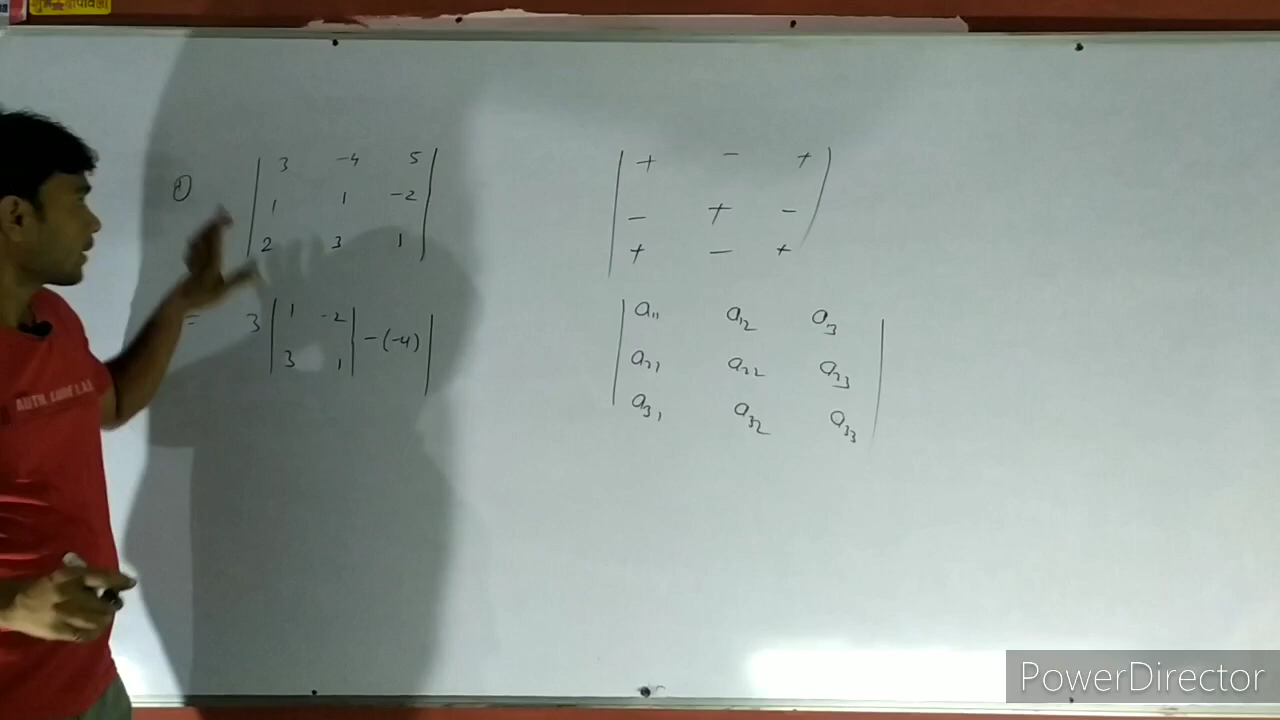 ① | 3 -4 5 |
| 1 1 -2 |
| 2 3 1 |
= 3 | 1 -2 | -(-4) |
| 3 1 |
| + - + |
| - + - |
| + - + |
| a₁₁ a₁₂ a₃ |
| a₂₁ a₂₂ a₂₃ |
| a₃₁ a₃₂ a₃₃ |
PowerDirector